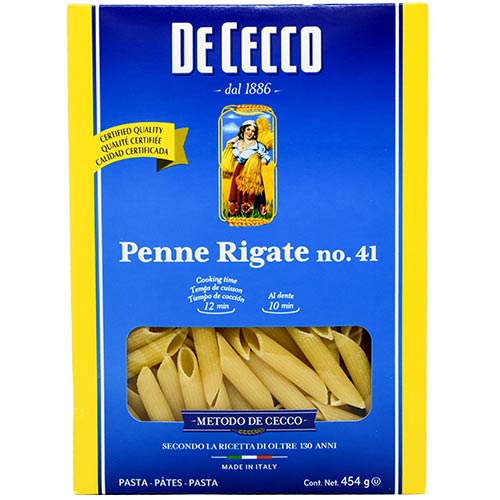 DE CECCO
dal 1886
CERTIFIED QUALITY
QUALITÉ CERTIFIÉE
CALIDAD CERTIFICADA
Penne Rigate no. 41
Cooking time
Temps de cuisson
Tiempo de cocción
12 min
Al dente
10 min
METODO DE CECCO
SECONDO LA RICETTA DI OLTRE 130 ANNI
MADE IN ITALY
PASTA - PÂTES - PASTA
Cont. Net. 454 g U